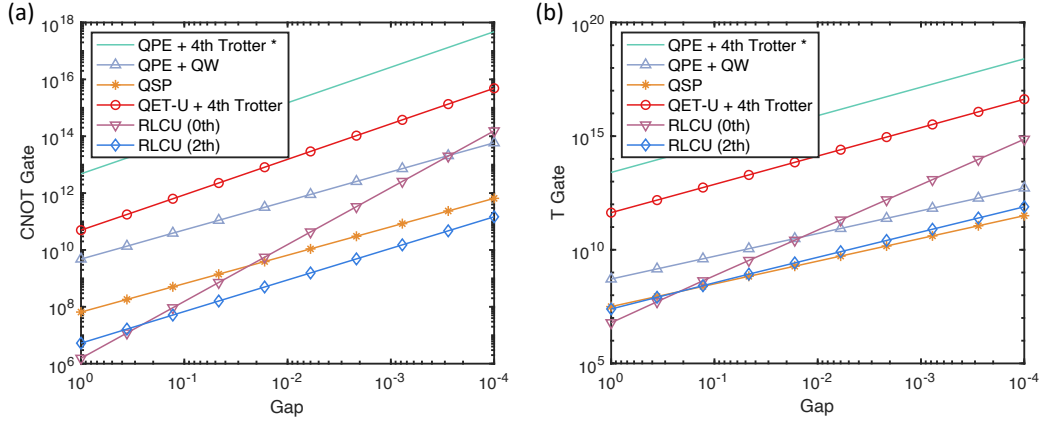 (a)
CNOT Gate
10^18
10^16
10^14
10^12
10^10
10^8
10^6
QPE + 4th Trotter *
QPE + QW
QSP
QET-U + 4th Trotter
RLCU (0th)
RLCU (2th)
10^0
10^-1
10^-2
10^-3
10^-4
Gap
(b)
T Gate
10^20
10^15
10^10
10^5
QPE + 4th Trotter *
QPE + QW
QSP
QET-U + 4th Trotter
RLCU (0th)
RLCU (2th)
10^0
10^-1
10^-2
10^-3
10^-4
Gap